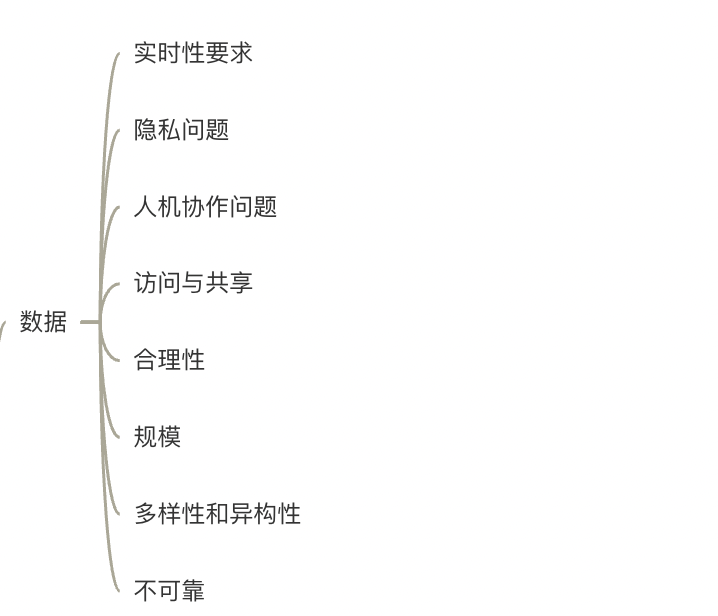 实时性要求
隐私问题
人机协作问题
访问与共享
数据
合理性
规模
多样性和异构性
不可靠